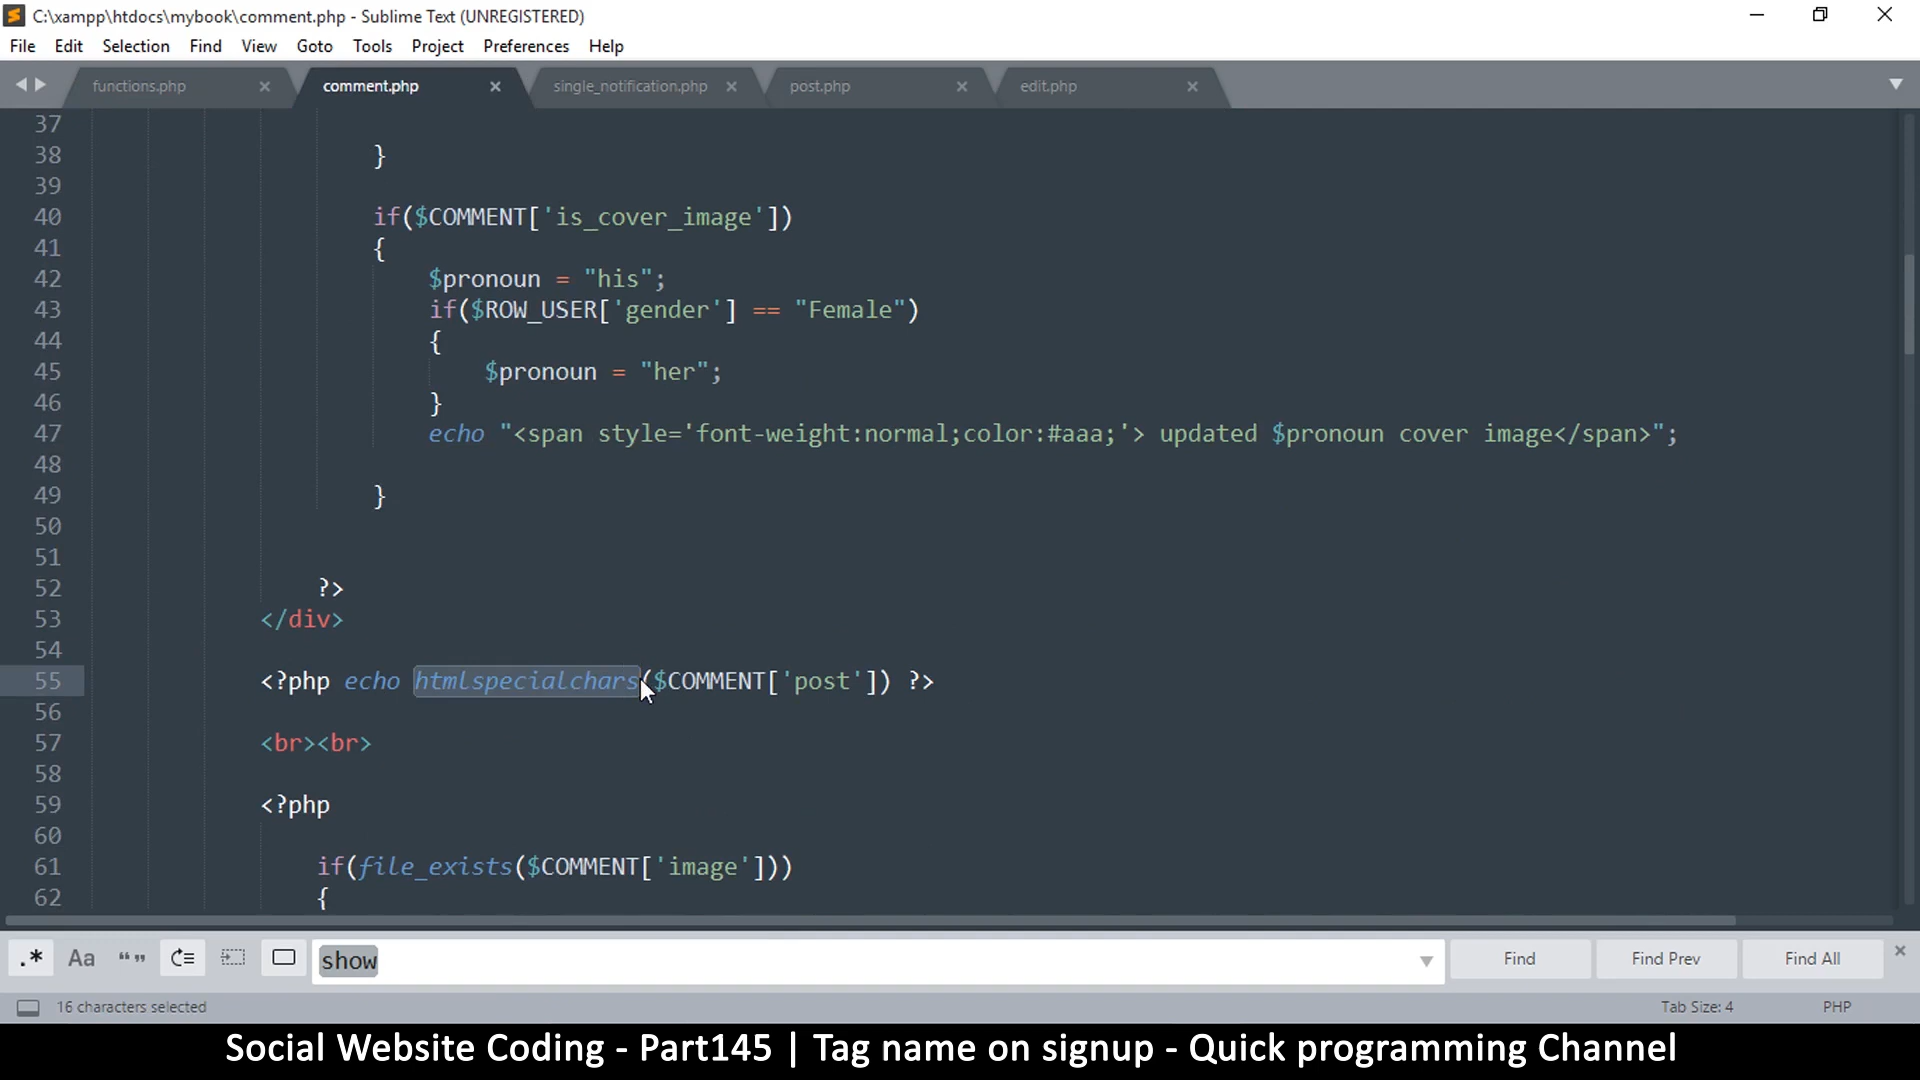 C:\xampp\htdocs\mybook\comment.php - Sublime Text (UNREGISTERED)
File Edit Selection Find View Goto Tools Project Preferences Help
functions.php comment.php single_notification.php post.php edit.php
37
38 }
39
40 if($COMMENT['is_cover_image'])
41 {
42 $pronoun = "his";
43 if($ROW_USER['gender'] == "Female")
44 {
45 $pronoun = "her";
46 }
47 echo "<span style='font-weight:normal;color:#aaa;'> updated $pronoun cover image</span>";
48
49 }
50
51
52 ?>
53 </div>
54
55 <?php echo htmlspecialchars($COMMENT['post']) ?>
56
57 <br><br>
58
59 <?php
60
61 if(file_exists($COMMENT['image']))
62 {
.* Aa “” show Find Find Prev Find All
16 characters selected Tab Size: 4 PHP
Social Website Coding - Part145 | Tag name on signup - Quick programming Channel